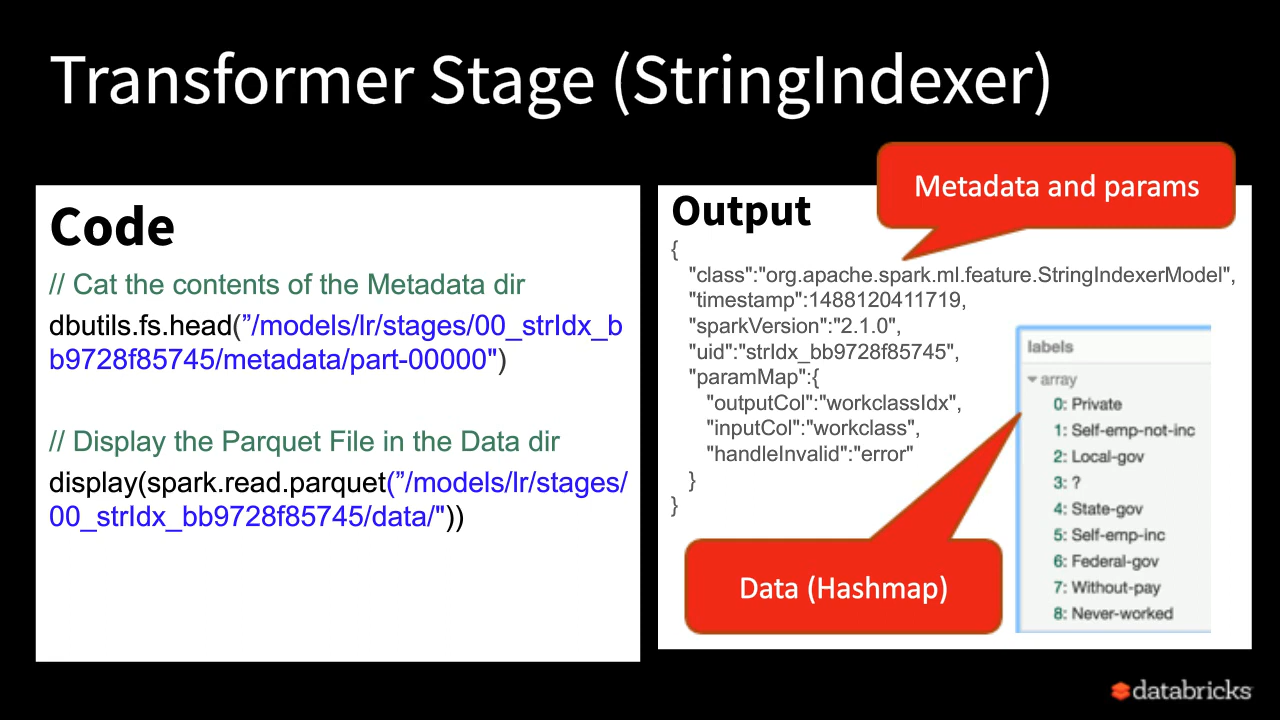 Transformer Stage (StringIndexer)
Code
// Cat the contents of the Metadata dir
dbutils.fs.head(”/models/lr/stages/00_strIdx_b
b9728f85745/metadata/part-00000")
// Display the Parquet File in the Data dir
display(spark.read.parquet(”/models/lr/stages/
00_strIdx_bb9728f85745/data/"))
Metadata and params
Output
{
"class":"org.apache.spark.ml.feature.StringIndexerModel",
"timestamp":1488120411719,
"sparkVersion":"2.1.0",
"uid":"strIdx_bb9728f85745",
"paramMap":{
"outputCol":"workclassIdx",
"inputCol":"workclass",
"handleInvalid":"error"
}
}
Data (Hashmap)
labels
array
0: Private
1: Self-emp-not-inc
2: Local-gov
3: ?
4: State-gov
5: Self-emp-inc
6: Federal-gov
7: Without-pay
8: Never-worked
databricks